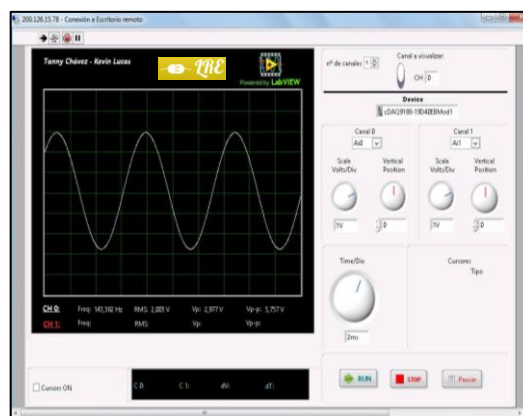 200.126.15.78 - Conexión a Escritorio remoto
Tanny Chávez - Kevin Lucas
LRE
Powered by LabVIEW
nº de canales 1
Canal a visualizar:
CH 0
Device
cDAQ9188-19D40EBMod1
Canal 0
Ai0
Canal 1
Ai1
Scale Volts/Div
Vertical Position
Scale Volts/Div
Vertical Position
1V
0
1V
0
Time/Div
2ms
Cursores
Tipo
CH 0: Freq: 143,382 Hz RMS: 2,003 V Vp: 2,977 V Vp-p: 5,757 V
CH 1: Freq: RMS: Vp: Vp-p:
Cursors ON
C 0: C 1: dV: dT:
RUN
STOP
Pause